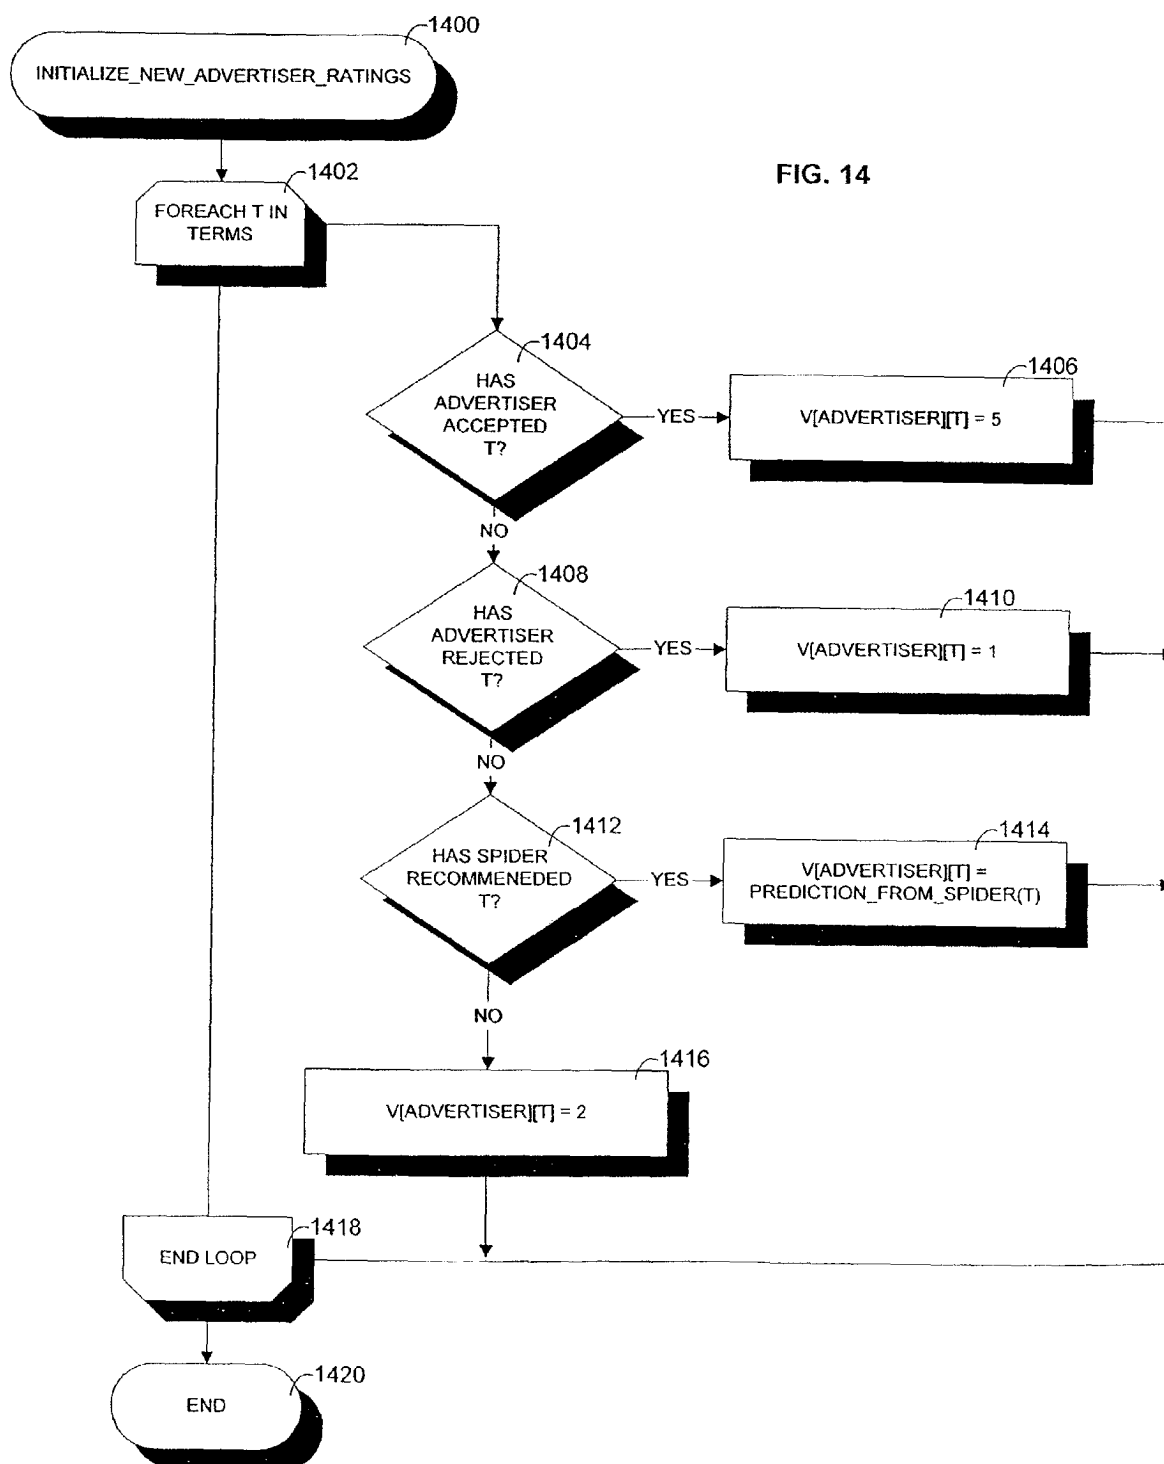 1400
INITIALIZE_NEW_ADVERTISER_RATINGS
1402
FIG. 14
FOREACH T IN
TERMS
1404
HAS
ADVERTISER
ACCEPTED
T?
YES
1406
V[ADVERTISER][T] = 5
NO
1408
HAS
ADVERTISER
REJECTED
T?
YES
1410
V[ADVERTISER][T] = 1
NO
1412
HAS SPIDER
RECOMMENEDED
T?
YES
1414
V[ADVERTISER][T] =
PREDICTION_FROM_SPIDER(T)
NO
1416
V[ADVERTISER][T] = 2
1418
END LOOP
1420
END